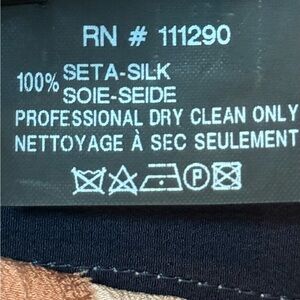 RN # 111290
100% SETA-SILK
SOIE-SEIDE
PROFESSIONAL DRY CLEAN ONLY
NETTOYAGE À SEC SEULEMENT
P